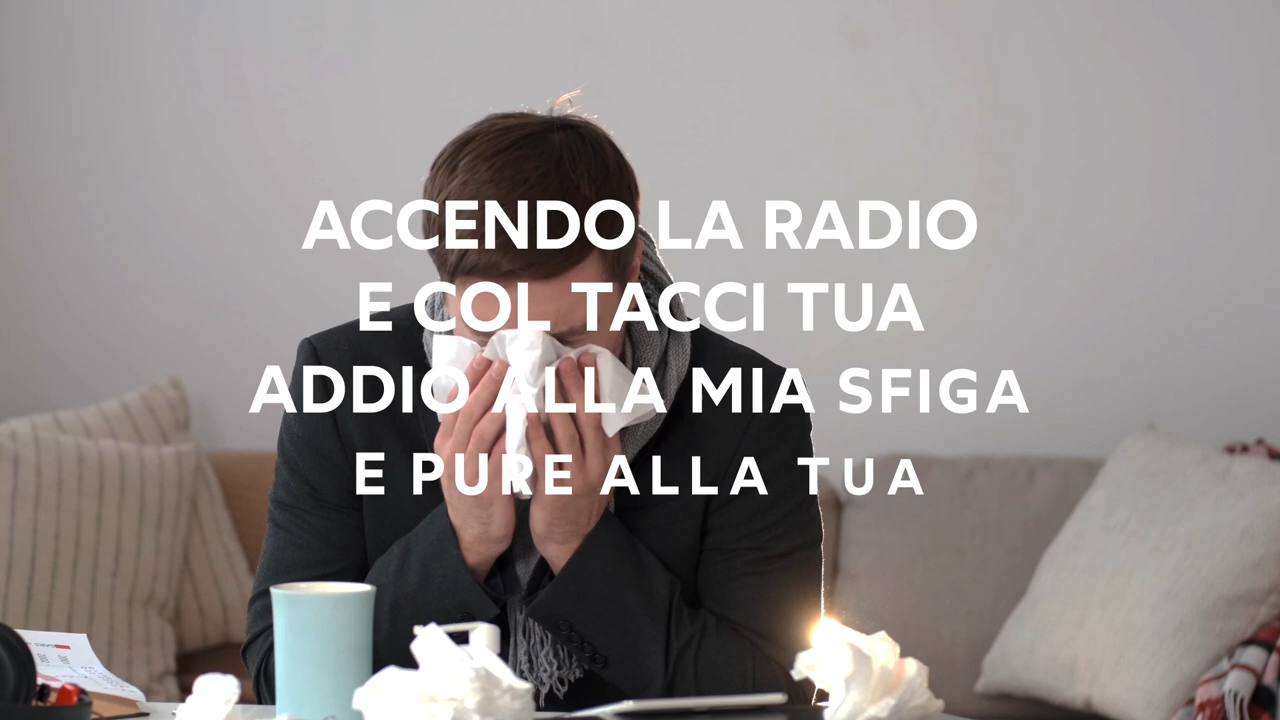 ACCENDO LA RADIO
E COL TACCI TUA
ADDIO ALLA MIA SFIGA
E PURE ALLA TUA